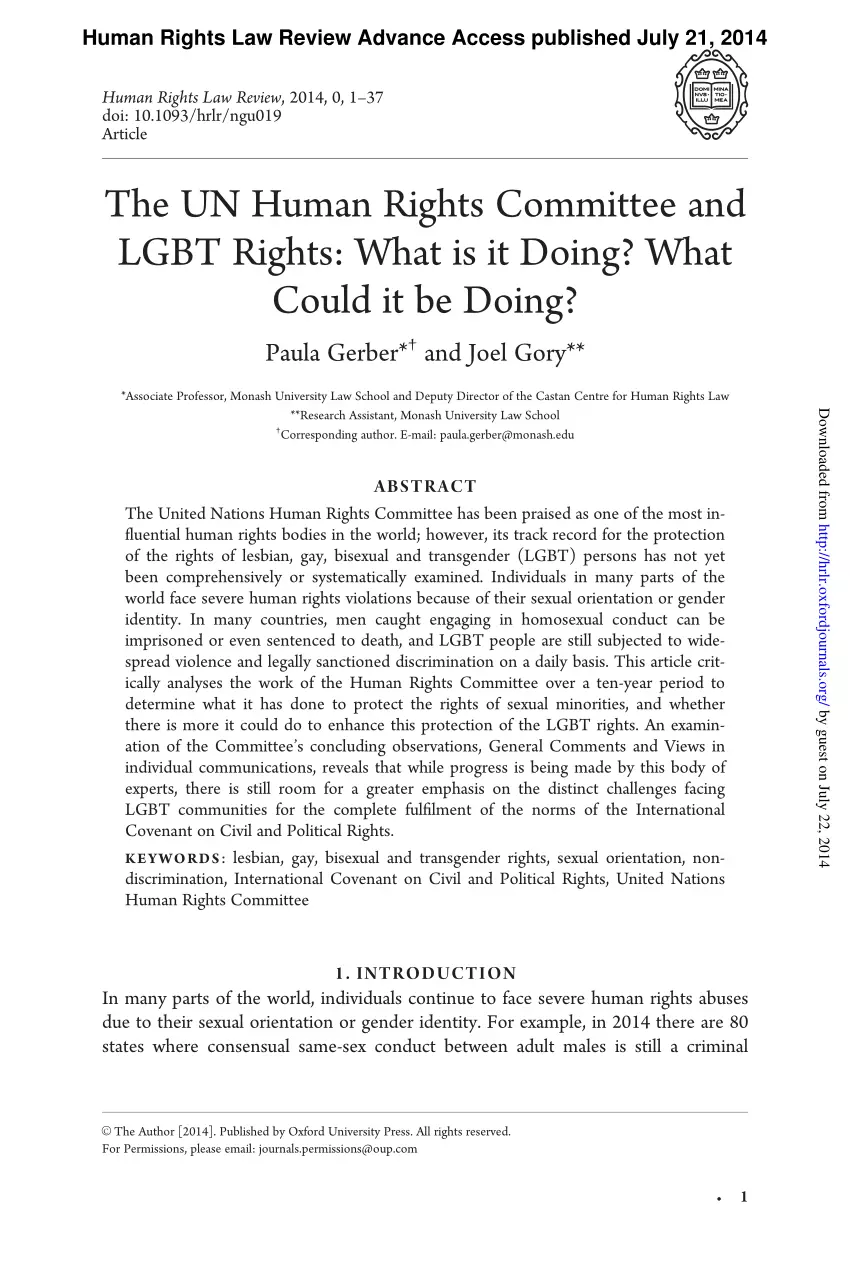 Human Rights Law Review Advance Access published July 21, 2014
DOMI MINA
NVS· TIO·
ILLU MEA
Human Rights Law Review, 2014, 0, 1–37
doi: 10.1093/hrlr/ngu019
Article
The UN Human Rights Committee and
LGBT Rights: What is it Doing? What
Could it be Doing?
Paula Gerber*† and Joel Gory**
*Associate Professor, Monash University Law School and Deputy Director of the Castan Centre for Human Rights Law
**Research Assistant, Monash University Law School
†Corresponding author. E-mail: paula.gerber@monash.edu
ABSTRACT
The United Nations Human Rights Committee has been praised as one of the most in-
fluential human rights bodies in the world; however, its track record for the protection
of the rights of lesbian, gay, bisexual and transgender (LGBT) persons has not yet
been comprehensively or systematically examined. Individuals in many parts of the
world face severe human rights violations because of their sexual orientation or gender
identity. In many countries, men caught engaging in homosexual conduct can be
imprisoned or even sentenced to death, and LGBT people are still subjected to wide-
spread violence and legally sanctioned discrimination on a daily basis. This article crit-
ically analyses the work of the Human Rights Committee over a ten-year period to
determine what it has done to protect the rights of sexual minorities, and whether
there is more it could do to enhance this protection of the LGBT rights. An examin-
ation of the Committee's concluding observations, General Comments and Views in
individual communications, reveals that while progress is being made by this body of
experts, there is still room for a greater emphasis on the distinct challenges facing
LGBT communities for the complete fulfilment of the norms of the International
Covenant on Civil and Political Rights.
KEYWORDS: lesbian, gay, bisexual and transgender rights, sexual orientation, non-
discrimination, International Covenant on Civil and Political Rights, United Nations
Human Rights Committee
1. INTRODUCTION
In many parts of the world, individuals continue to face severe human rights abuses
due to their sexual orientation or gender identity. For example, in 2014 there are 80
states where consensual same-sex conduct between adult males is still a criminal
© The Author [2014]. Published by Oxford University Press. All rights reserved.
For Permissions, please email: journals.permissions@oup.com
• 1
Downloaded from http://hrlr.oxfordjournals.org/ by guest on July 22, 2014